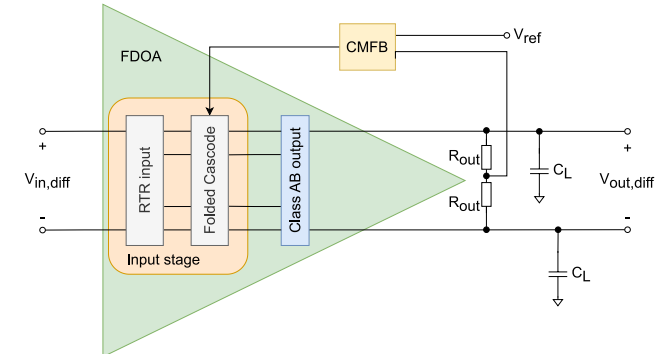 FDOA
CMFB
V_ref
+
V_in,diff
-
RTR input
Folded Cascode
Class AB output
Input stage
R_out
R_out
C_L
+
V_out,diff
-
C_L